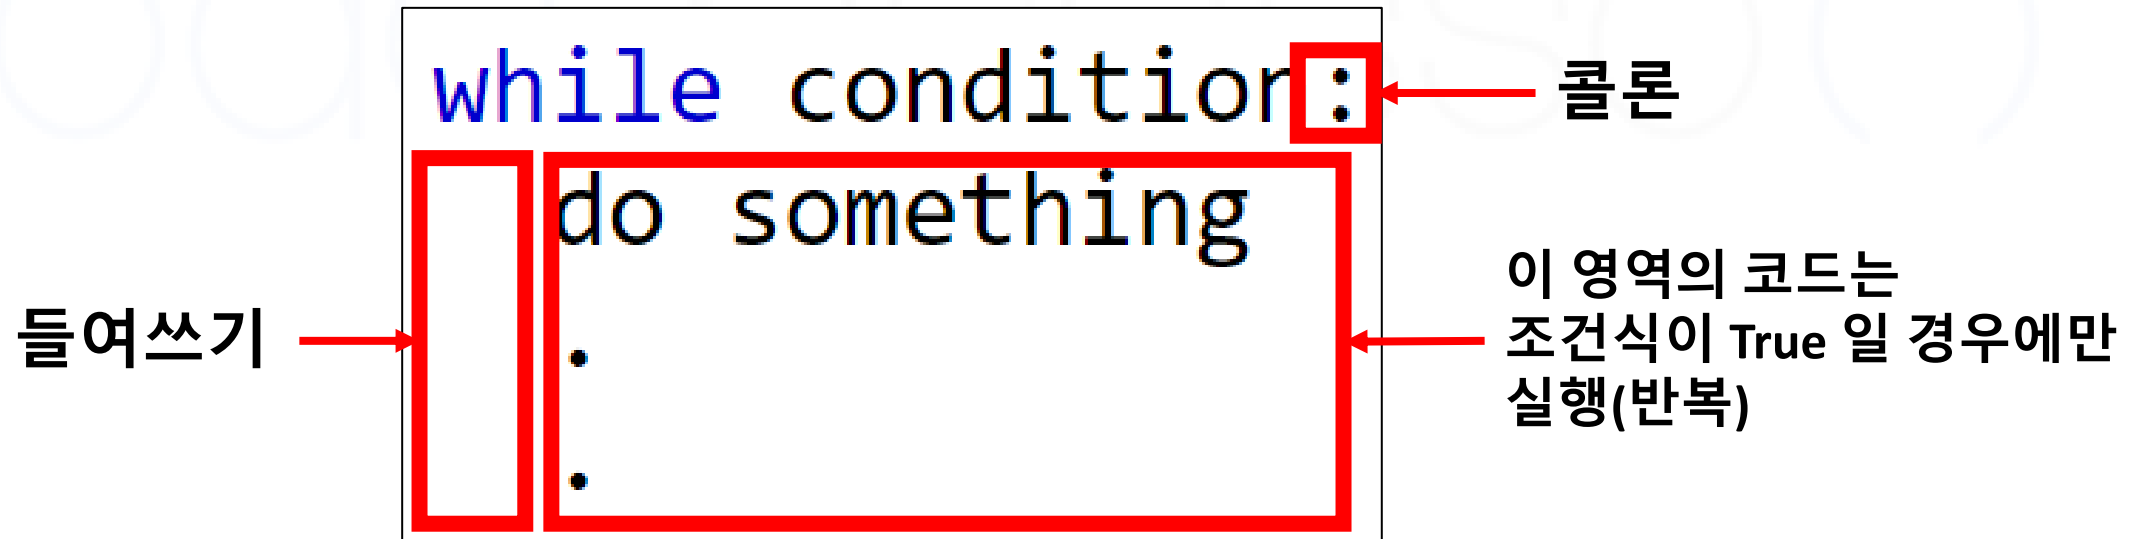 while condition:
콜론
do something
들여쓰기
.
.
이 영역의 코드는
조건식이 True 일 경우에만
실행(반복)